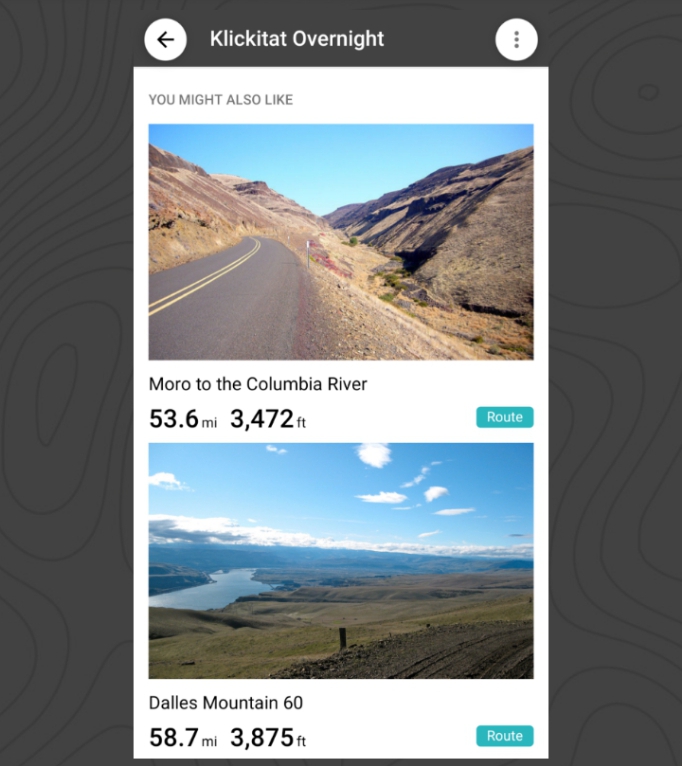 Klickitat Overnight
YOU MIGHT ALSO LIKE
Moro to the Columbia River
53.6 mi 3,472 ft
Route
Dalles Mountain 60
58.7 mi 3,875 ft
Route